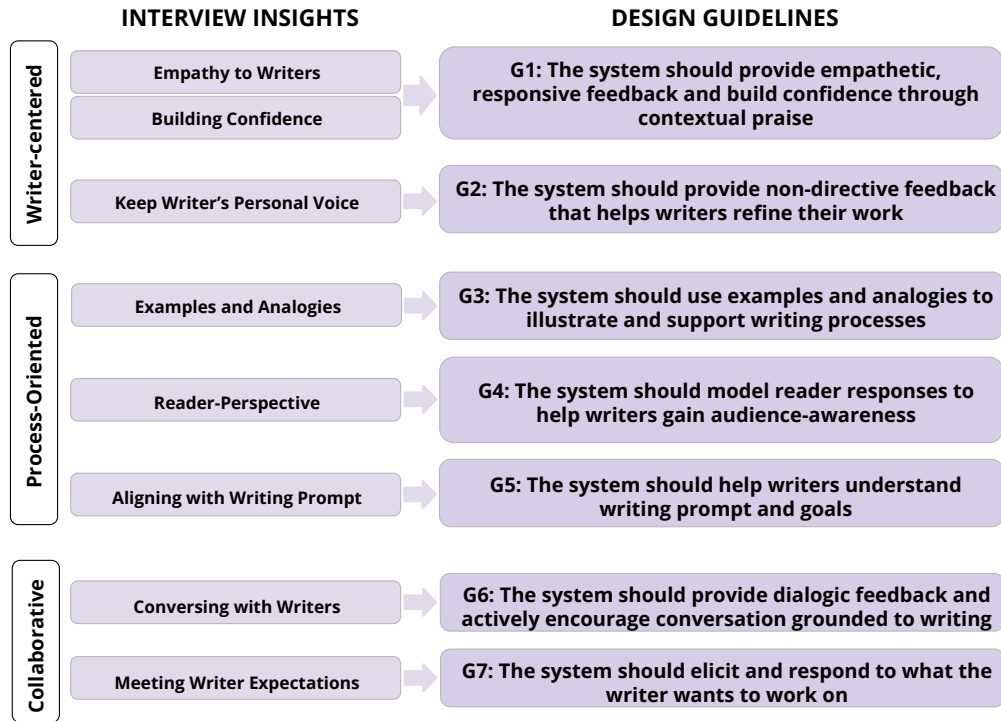 INTERVIEW INSIGHTS
DESIGN GUIDELINES
Writer-centered
Empathy to Writers
Building Confidence
G1: The system should provide empathetic,
responsive feedback and build confidence through
contextual praise
Keep Writer's Personal Voice
G2: The system should provide non-directive feedback
that helps writers refine their work
Process-Oriented
Examples and Analogies
G3: The system should use examples and analogies to
illustrate and support writing processes
Reader-Perspective
G4: The system should model reader responses to
help writers gain audience-awareness
Aligning with Writing Prompt
G5: The system should help writers understand
writing prompt and goals
Collaborative
Conversing with Writers
G6: The system should provide dialogic feedback and
actively encourage conversation grounded to writing
Meeting Writer Expectations
G7: The system should elicit and respond to what the
writer wants to work on